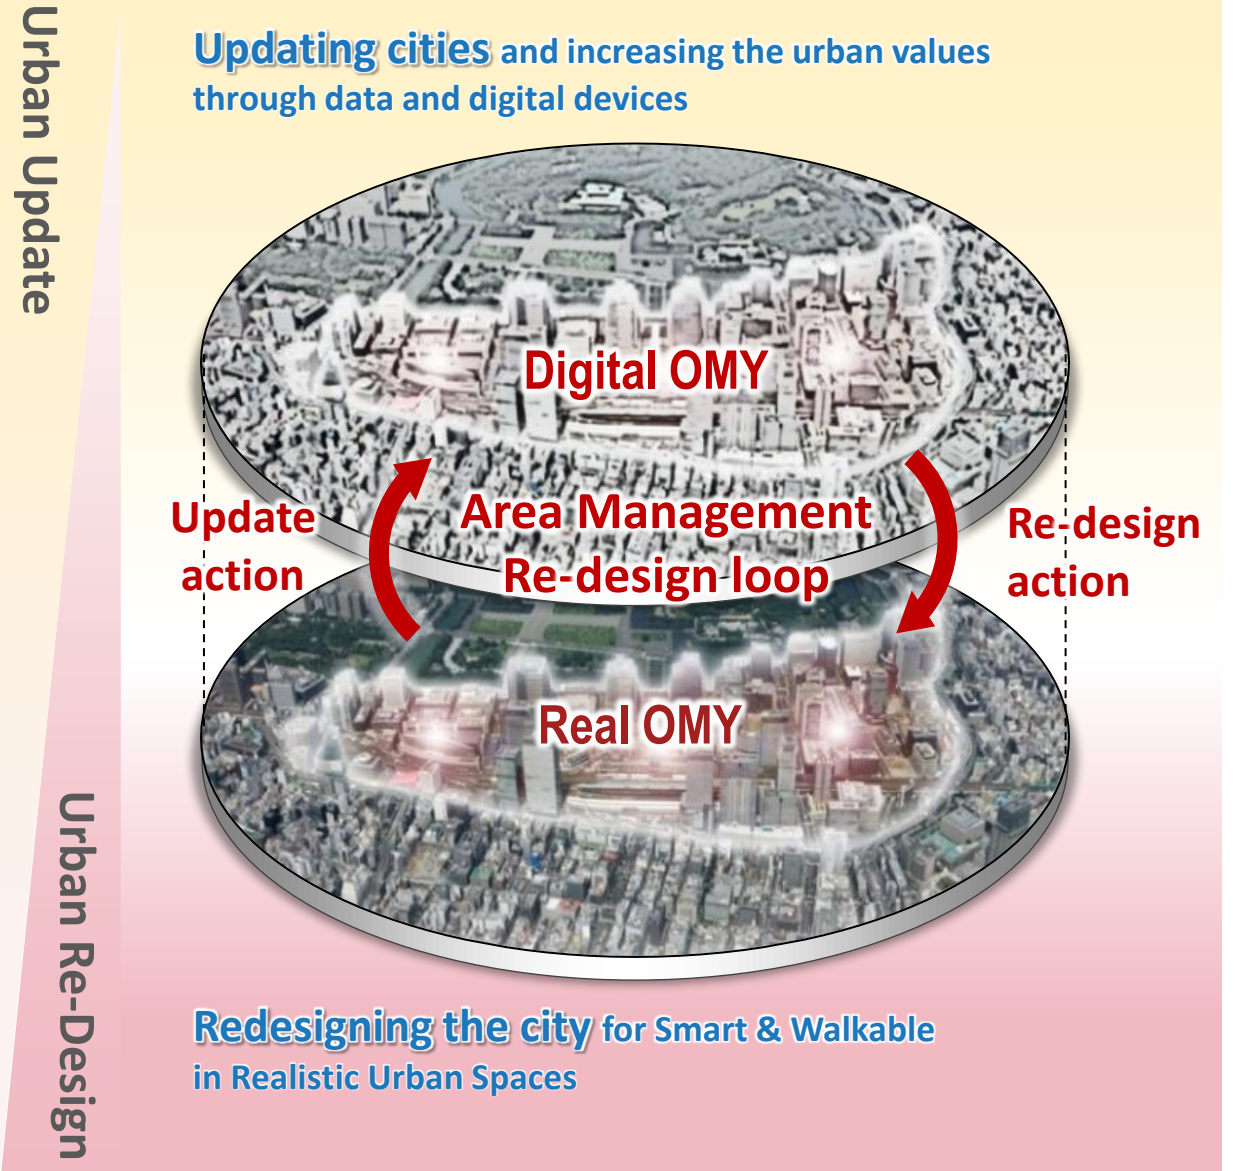 Urban Update
Updating cities and increasing the urban values
through data and digital devices
Digital OMY
Update
action
Area Management
Re-design loop
Re-design
action
Real OMY
Urban Re-Design
Redesigning the city for Smart & Walkable
in Realistic Urban Spaces